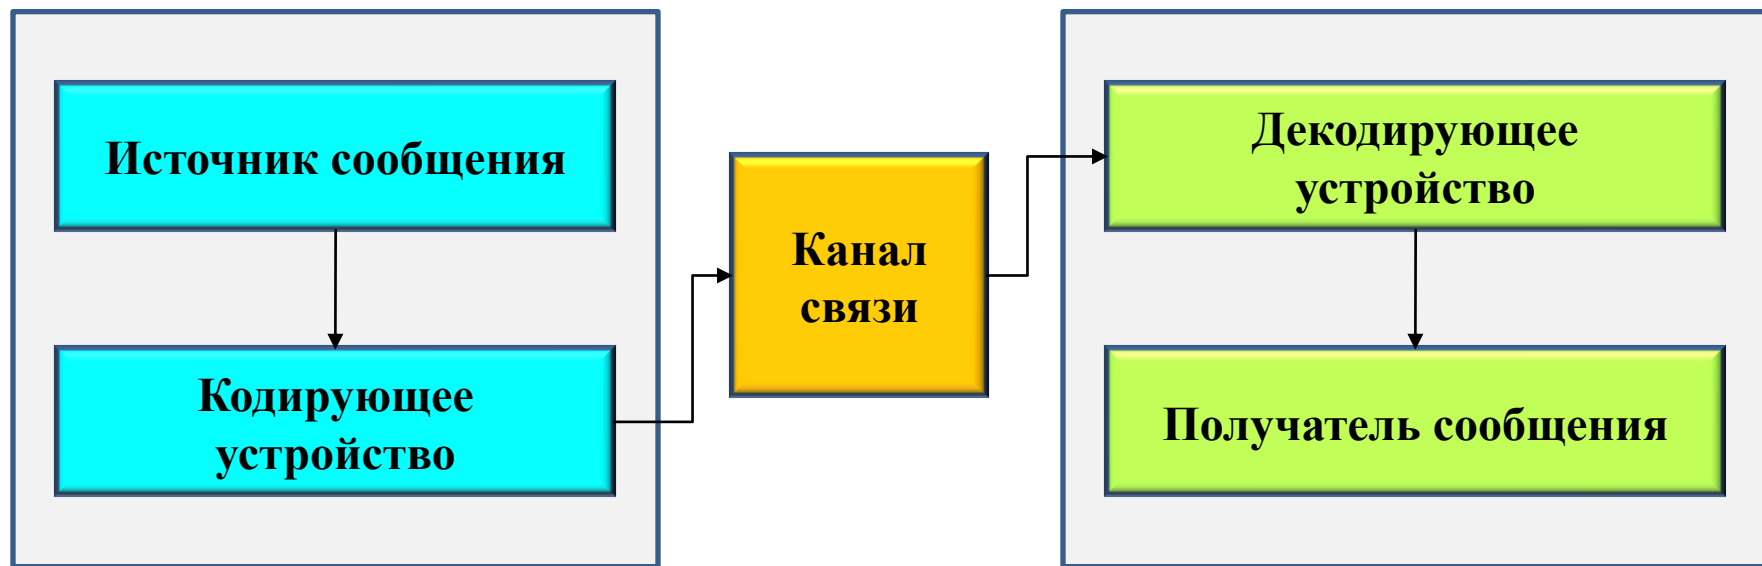 Источник сообщения
Кодирующее
устройство
Канал
связи
Декодирующее
устройство
Получатель сообщения